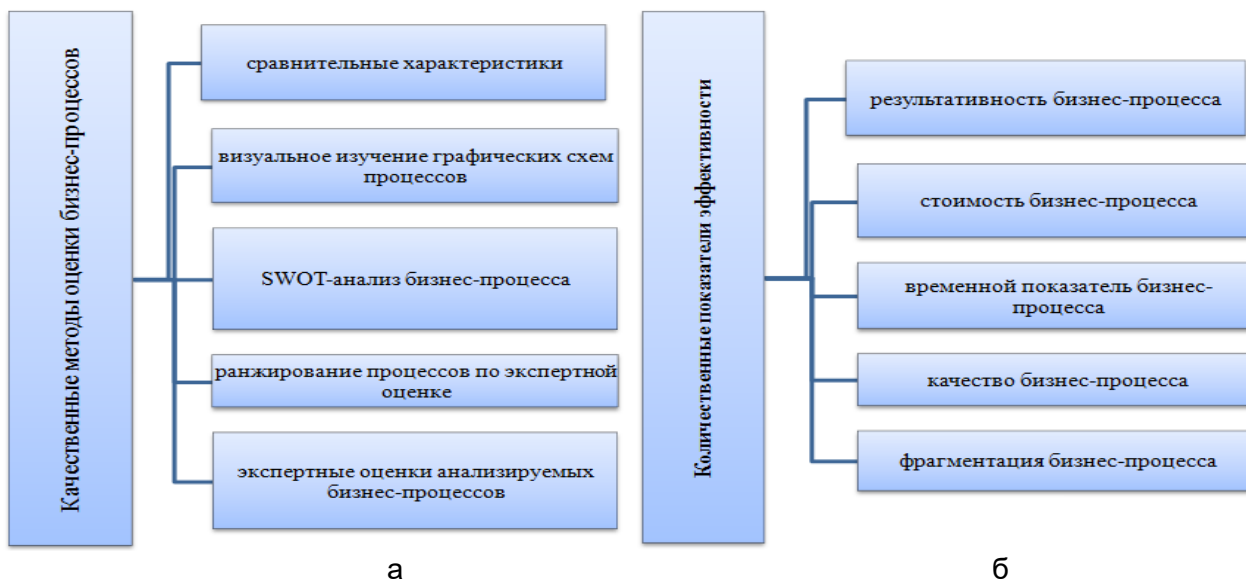 Качественные методы оценки бизнес-процессов
сравнительные характеристики
визуальное изучение графических схем
процессов
SWOT-анализ бизнес-процесса
ранжирование процессов по экспертной
оценке
экспертные оценки анализируемых
бизнес-процессов
а
Количественные показатели эффективности
результативность бизнес-процесса
стоимость бизнес-процесса
временной показатель бизнес-
процесса
качество бизнес-процесса
фрагментация бизнес-процесса
б